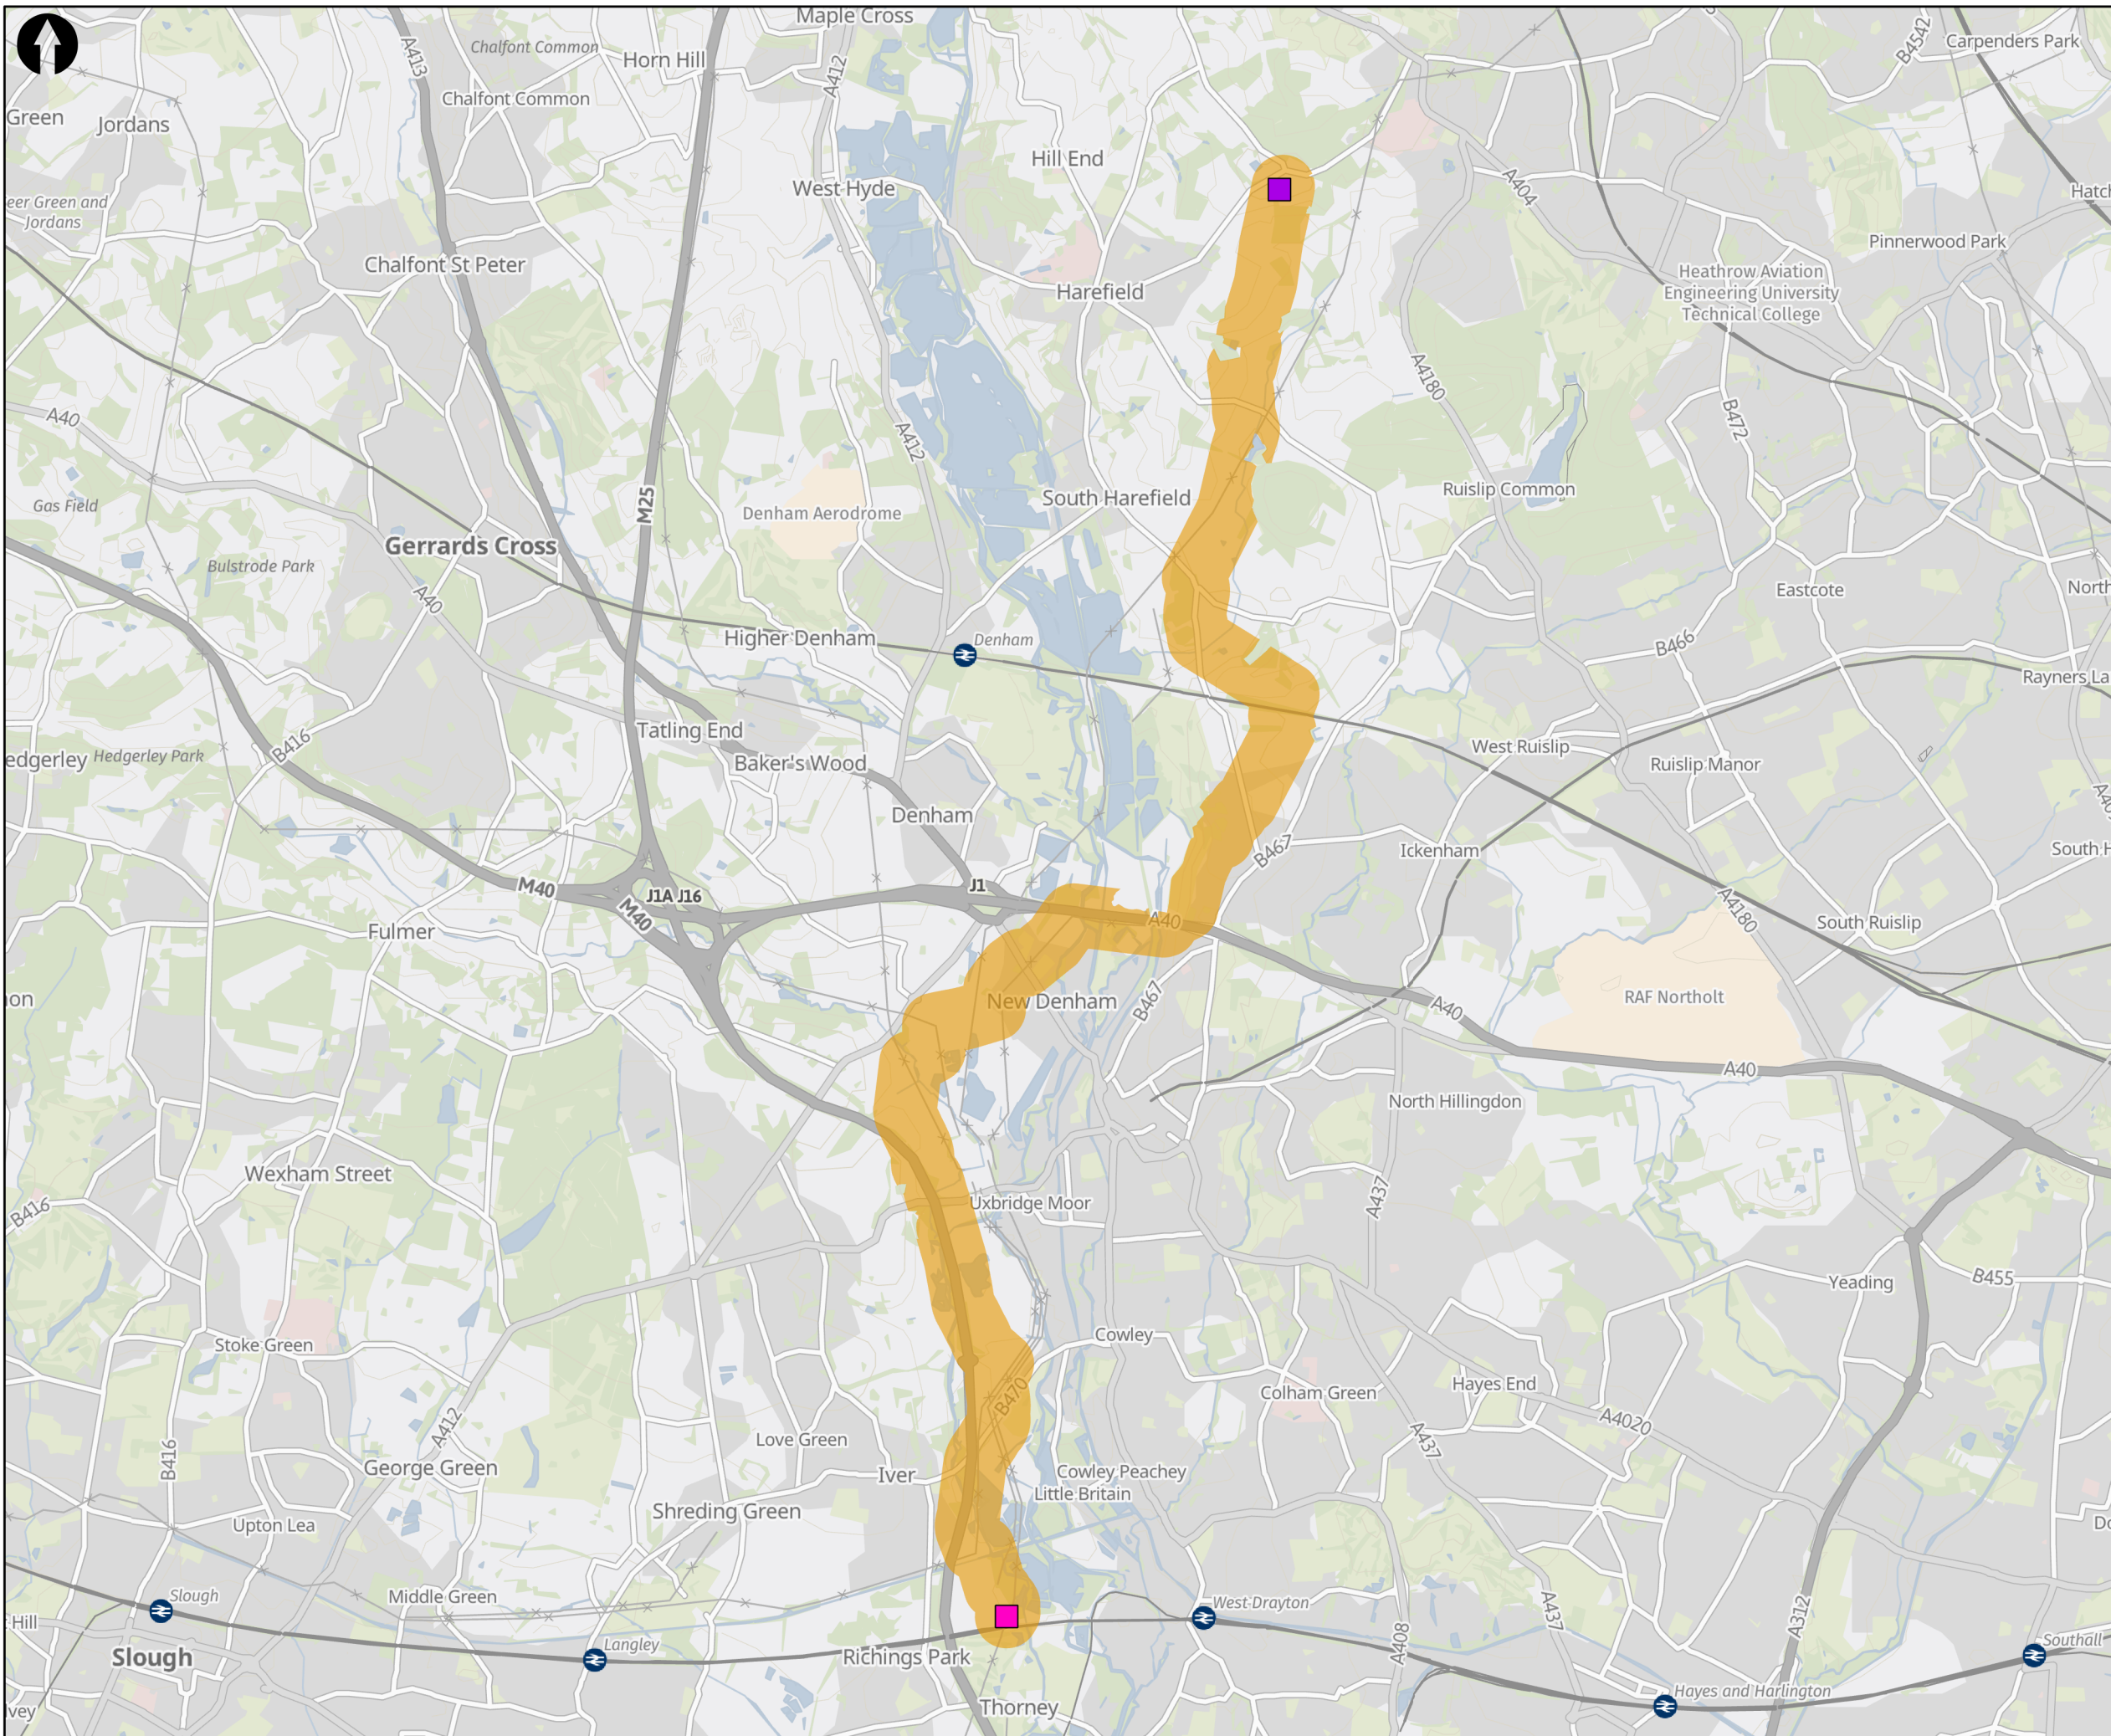 Maple Cross
Carpenders Park
B4542
Chalfont Common
Horn Hill
A413
A412
Chalfont Common
Green
Jordans
Hill End
West Hyde
A404
eer Green and
Jordans
Pinnerwood Park
Chalfont St Peter
Harefield
Heathrow Aviation
Engineering University
Technical College
A4180
A40
B472
A412
M25
South Harefield
Ruislip Common
Gas Field
Denham Aerodrome
Gerrards Cross
Bulstrode Park
Eastcote
North
A40
Higher Denham
Denham
B466
Rayners La
Tatling End
West Ruislip
B416
edgerley
Hedgerley Park
Baker's Wood
Ruislip Manor
Denham
Ickenham
B467
South H
M40
J1A
J16
J1
M40
A40
A4180
South Ruislip
Fulmer
New Denham
B467
A40
RAF Northolt
A40
North Hillingdon
Wexham Street
A437
B416
Uxbridge Moor
Yeading
B455
Stoke Green
Cowley
B470
Colham Green
Hayes End
A4020
A412
Love Green
A437
B416
George Green
Iver
Cowley Peachey
Little Britain
Shreding Green
Upton Lea
Slough
Middle Green
West Drayton
A437
A312
Hill
Langley
A408
Southall
Slough
Richings Park
Hayes and Harlington
Thorney